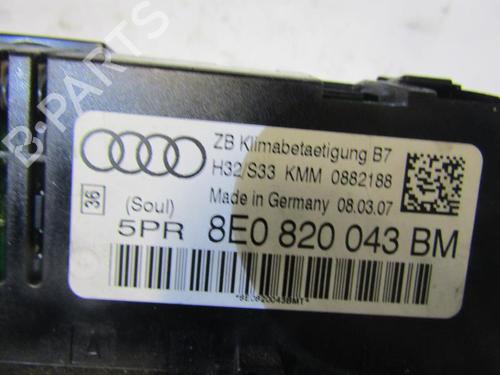 B-PARTS
ZB Klimabetaetigung B7
H32/S33 KMM 0882188
Made in Germany 08.03.07
36
(Soul)
5PR 8E0 820 043 BM
*8E0820043BMT*
A